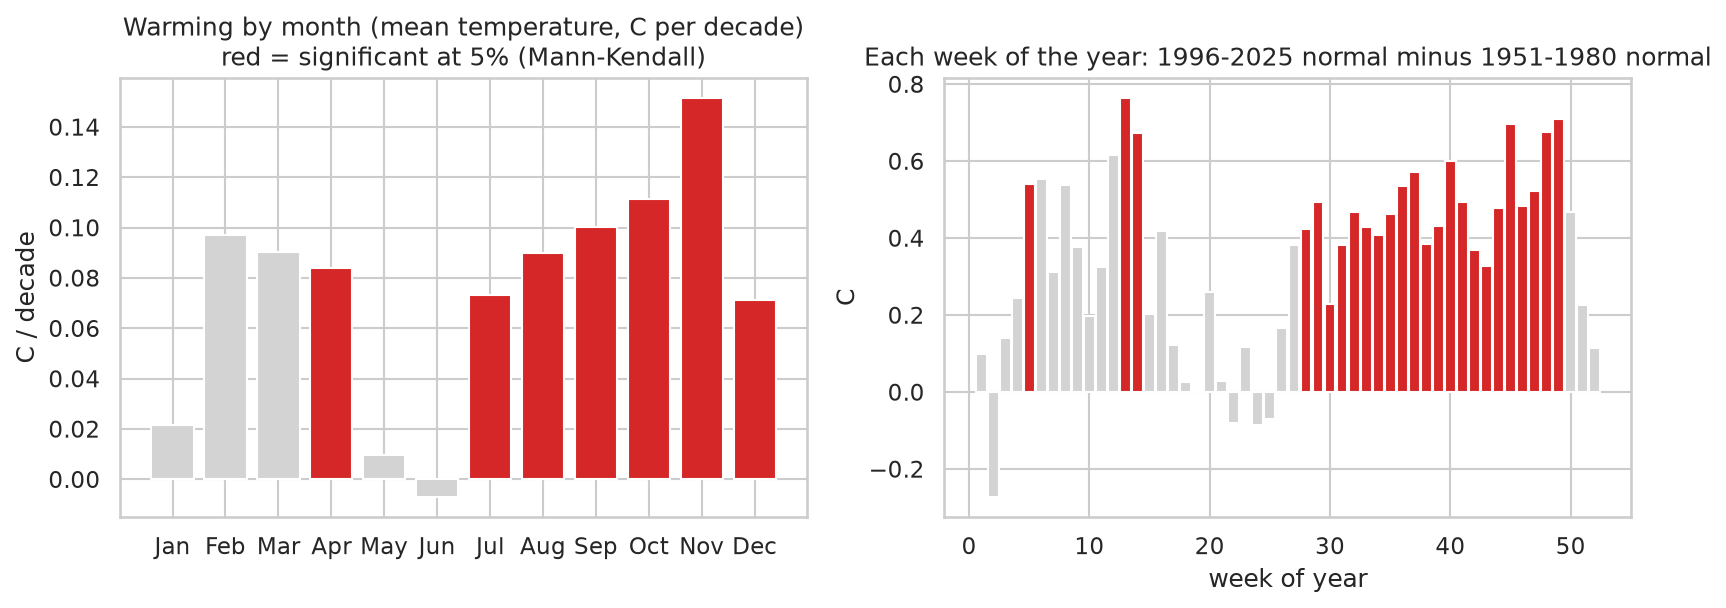 Warming by month (mean temperature, C per decade)
red = significant at 5% (Mann-Kendall)
C / decade
0.14
0.12
0.10
0.08
0.06
0.04
0.02
0.00
Jan Feb Mar Apr May Jun Jul Aug Sep Oct Nov Dec
Each week of the year: 1996-2025 normal minus 1951-1980 normal
C
0.8
0.6
0.4
0.2
0.0
−0.2
0 10 20 30 40 50
week of year